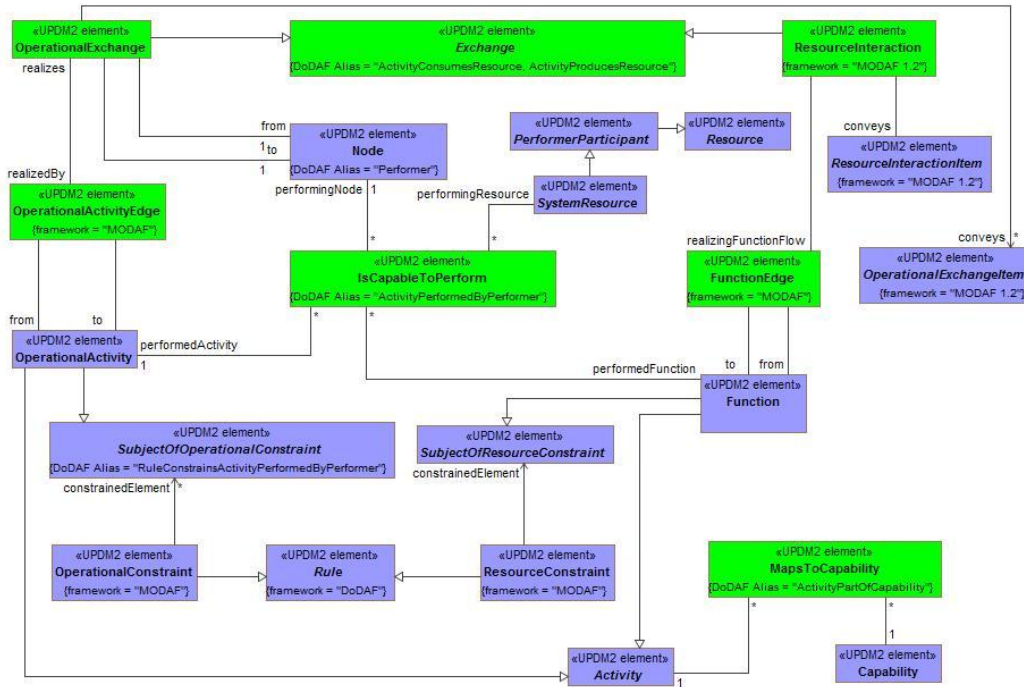 «UPDM2 element»
OperationalExchange
«UPDM2 element»
Exchange
{DoDAF Alias = "ActivityConsumesResource, ActivityProducesResource"}
«UPDM2 element»
ResourceInteraction
{framework = "MODAF 1.2"}
realizes
from
1
to
1
«UPDM2 element»
Node
{DoDAF Alias = "Performer"}
performingNode
1
«UPDM2 element»
PerformerParticipant
«UPDM2 element»
Resource
conveys
«UPDM2 element»
ResourceInteractionItem
{framework = "MODAF 1.2"}
realizedBy
«UPDM2 element»
OperationalActivityEdge
{framework = "MODAF"}
performingResource
«UPDM2 element»
SystemResource
*
*
realizingFunctionFlow
conveys
*
«UPDM2 element»
IsCapableToPerform
{DoDAF Alias = "ActivityPerformedByPerformer"}
«UPDM2 element»
FunctionEdge
{framework = "MODAF"}
«UPDM2 element»
OperationalExchangeItem
{framework = "MODAF 1.2"}
from
to
*
*
«UPDM2 element»
OperationalActivity
performedActivity
1
performedFunction
to
from
«UPDM2 element»
Function
«UPDM2 element»
SubjectOfOperationalConstraint
{DoDAF Alias = "RuleConstrainsActivityPerformedByPerformer"}
«UPDM2 element»
SubjectOfResourceConstraint
constrainedElement
*
constrainedElement
«UPDM2 element»
OperationalConstraint
{framework = "MODAF"}
«UPDM2 element»
Rule
{framework = "DoDAF"}
«UPDM2 element»
ResourceConstraint
{framework = "MODAF"}
«UPDM2 element»
MapsToCapability
{DoDAF Alias = "ActivityPartOfCapability"}
*
*
1
«UPDM2 element»
Activity
1
«UPDM2 element»
Capability